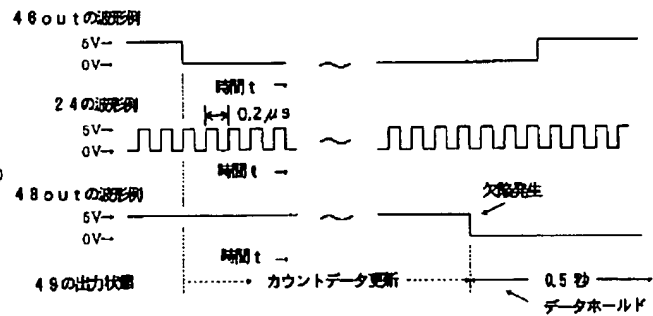 46outの波形例
5V→
0V→
時間t →
24の波形例
0.2μs
5V→
0V→
時間t →
48outの波形例
欠陥発生
5V→
0V→
時間t →
49の出力状態
カウントデータ更新
0.5秒
データホールド